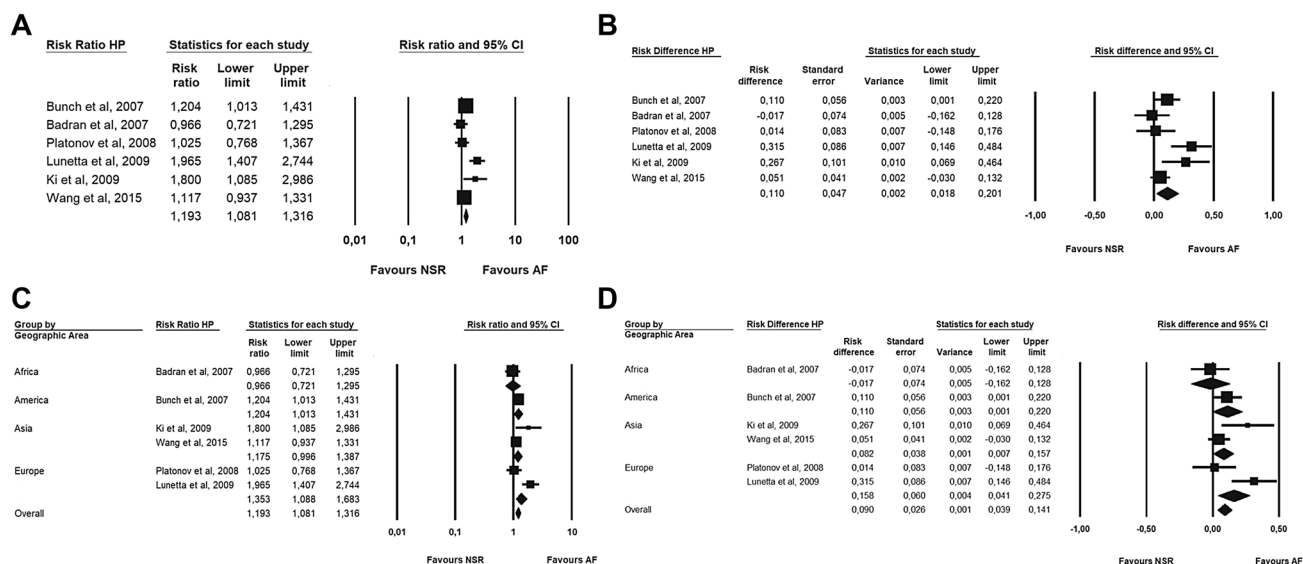 A
Risk Ratio HP Statistics for each study Risk ratio and 95% CI
Risk ratio Lower limit Upper limit
Bunch et al, 2007 1,204 1,013 1,431
Badran et al, 2007 0,966 0,721 1,295
Platonov et al, 2008 1,025 0,768 1,367
Lunetta et al, 2009 1,965 1,407 2,744
Ki et al, 2009 1,800 1,085 2,986
Wang et al, 2015 1,117 0,937 1,331
1,193 1,081 1,316
0,01 0,1 1 10 100
Favours NSR Favours AF
B
Risk Difference HP Statistics for each study Risk difference and 95% CI
Risk difference Standard error Variance Lower limit Upper limit
Bunch et al, 2007 0,110 0,056 0,003 0,001 0,220
Badran et al, 2007 -0,017 0,074 0,005 -0,162 0,128
Platonov et al, 2008 0,014 0,083 0,007 -0,148 0,176
Lunetta et al, 2009 0,315 0,086 0,007 0,146 0,484
Ki et al, 2009 0,267 0,101 0,010 0,069 0,464
Wang et al, 2015 0,051 0,041 0,002 -0,030 0,132
0,110 0,047 0,002 0,018 0,201
-1,00 -0,50 0,00 0,50 1,00
Favours NSR Favours AF
C
Group by Geographic Area Risk Ratio HP Statistics for each study Risk ratio and 95% CI
Risk ratio Lower limit Upper limit
Africa Badran et al, 2007 0,966 0,721 1,295
0,966 0,721 1,295
America Bunch et al, 2007 1,204 1,013 1,431
1,204 1,013 1,431
Asia Ki et al, 2009 1,800 1,085 2,986
Wang et al, 2015 1,117 0,937 1,331
1,175 0,996 1,387
Europe Platonov et al, 2008 1,025 0,768 1,367
Lunetta et al, 2009 1,965 1,407 2,744
1,353 1,088 1,683
Overall 1,193 1,081 1,316
0,01 0,1 1 10
Favours NSR Favours AF
D
Group by Geographic Area Risk Difference HP Statistics for each study Risk difference and 95% CI
Risk difference Standard error Variance Lower limit Upper limit
Africa Badran et al, 2007 -0,017 0,074 0,005 -0,162 0,128
-0,017 0,074 0,005 -0,162 0,128
America Bunch et al, 2007 0,110 0,056 0,003 0,001 0,220
0,110 0,056 0,003 0,001 0,220
Asia Ki et al, 2009 0,267 0,101 0,010 0,069 0,464
Wang et al, 2015 0,051 0,041 0,002 -0,030 0,132
0,082 0,038 0,001 0,007 0,157
Europe Platonov et al, 2008 0,014 0,083 0,007 -0,148 0,176
Lunetta et al, 2009 0,315 0,086 0,007 0,146 0,484
0,158 0,060 0,004 0,041 0,275
Overall 0,090 0,026 0,001 0,039 0,141
-1,00 -0,50 0,00 0,50
Favours NSR Favours AF